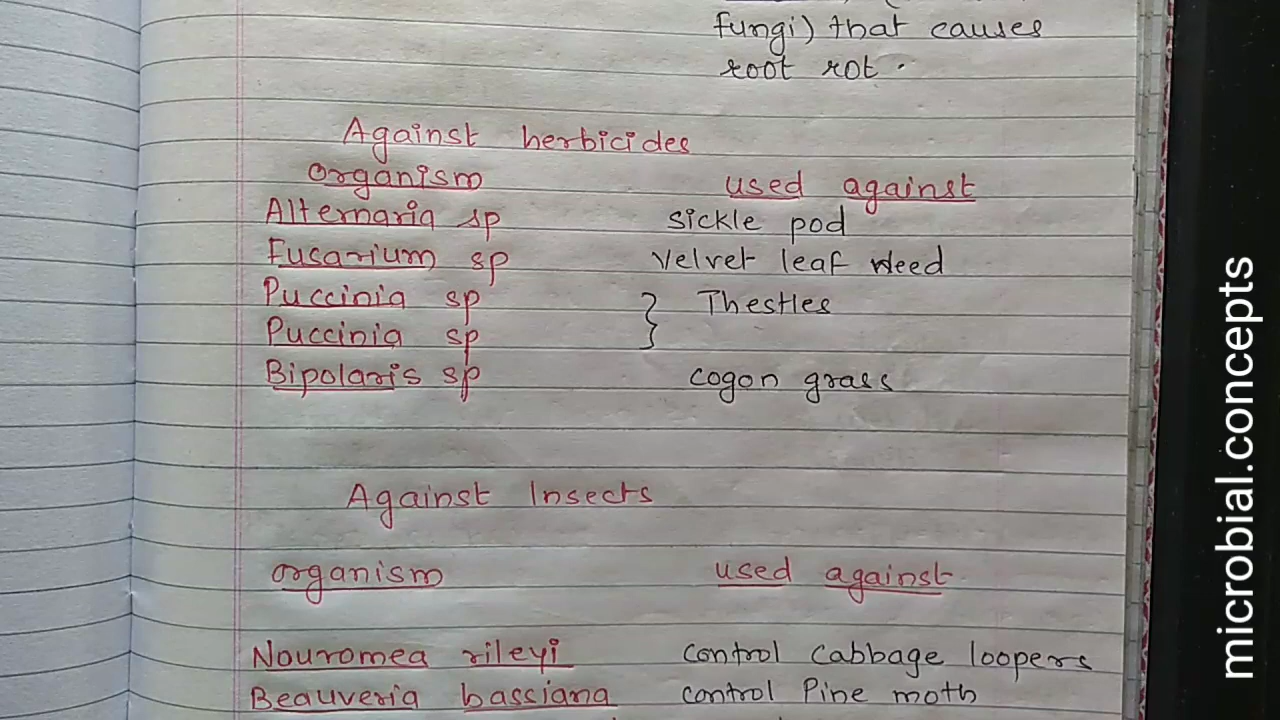 fungi) that causes
root rot.
Against herbicides
organism used against
Alternaria sp sickle pod
Fusarium sp Velvet leaf weed
Puccinia sp } Thestles
Puccinia sp
Bipolaris sp cogon grass
Against Insects
organism used against
Nouromea rileyi control cabbage loopers
Beauveria bassiana control Pine moth
microbial.concepts